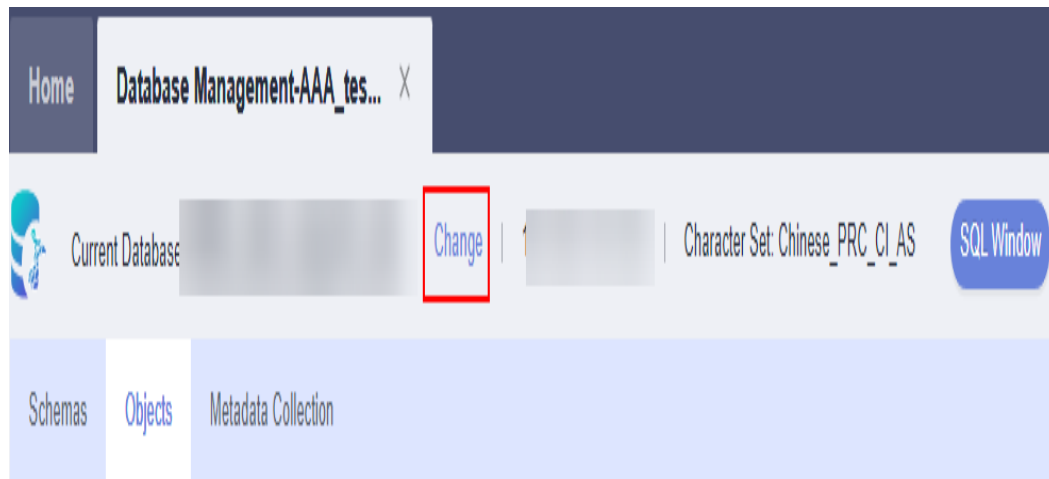 Home Database Management-AAA_tes... X
Current Database Change | | Character Set: Chinese_PRC_CI_AS SQL Window
Schemas Objects Metadata Collection